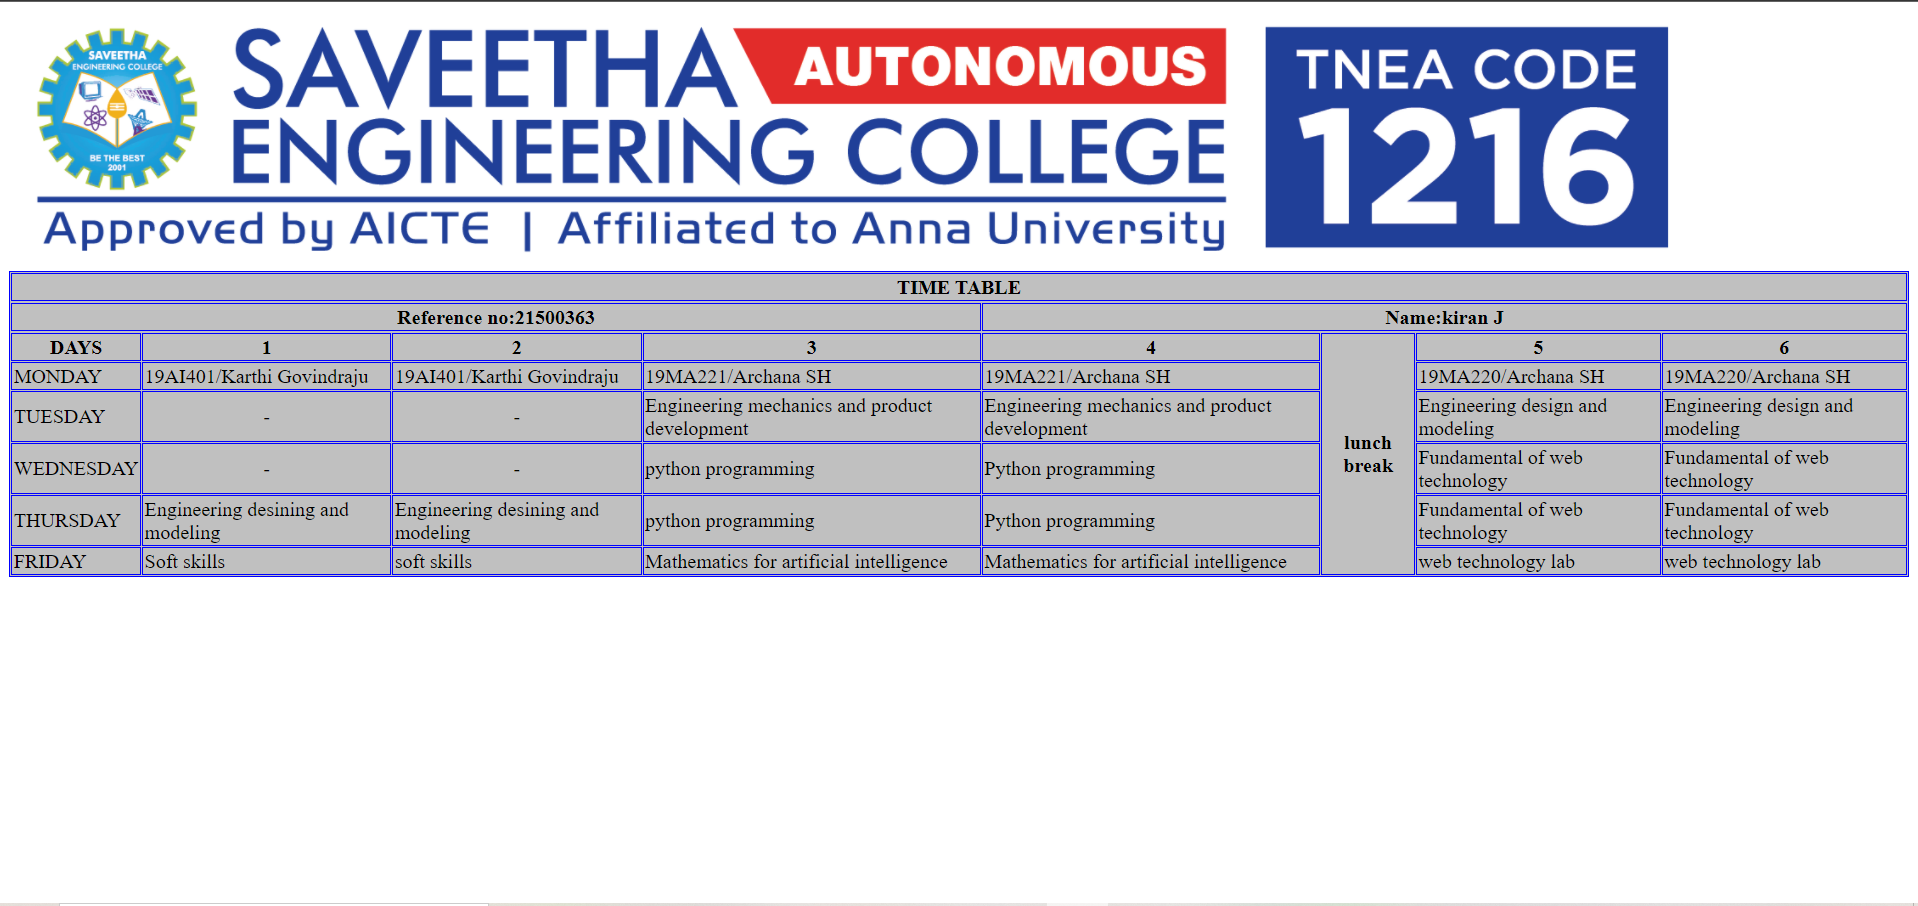 SAVEETHA
ENGINEERING COLLEGE
BE THE BEST
2001
SAVEETHA AUTONOMOUS
ENGINEERING COLLEGE
Approved by AICTE | Affiliated to Anna University
TNEA CODE
1216
TIME TABLE
Reference no:21500363 Name:kiran J
DAYS 1 2 3 4 lunch break 5 6
MONDAY 19AI401/Karthi Govindraju 19AI401/Karthi Govindraju 19MA221/Archana SH 19MA221/Archana SH 19MA220/Archana SH 19MA220/Archana SH
TUESDAY - - Engineering mechanics and product development Engineering mechanics and product development Engineering design and modeling Engineering design and modeling
WEDNESDAY - - python programming Python programming Fundamental of web technology Fundamental of web technology
THURSDAY Engineering desining and modeling Engineering desining and modeling python programming Python programming Fundamental of web technology Fundamental of web technology
FRIDAY Soft skills soft skills Mathematics for artificial intelligence Mathematics for artificial intelligence web technology lab web technology lab